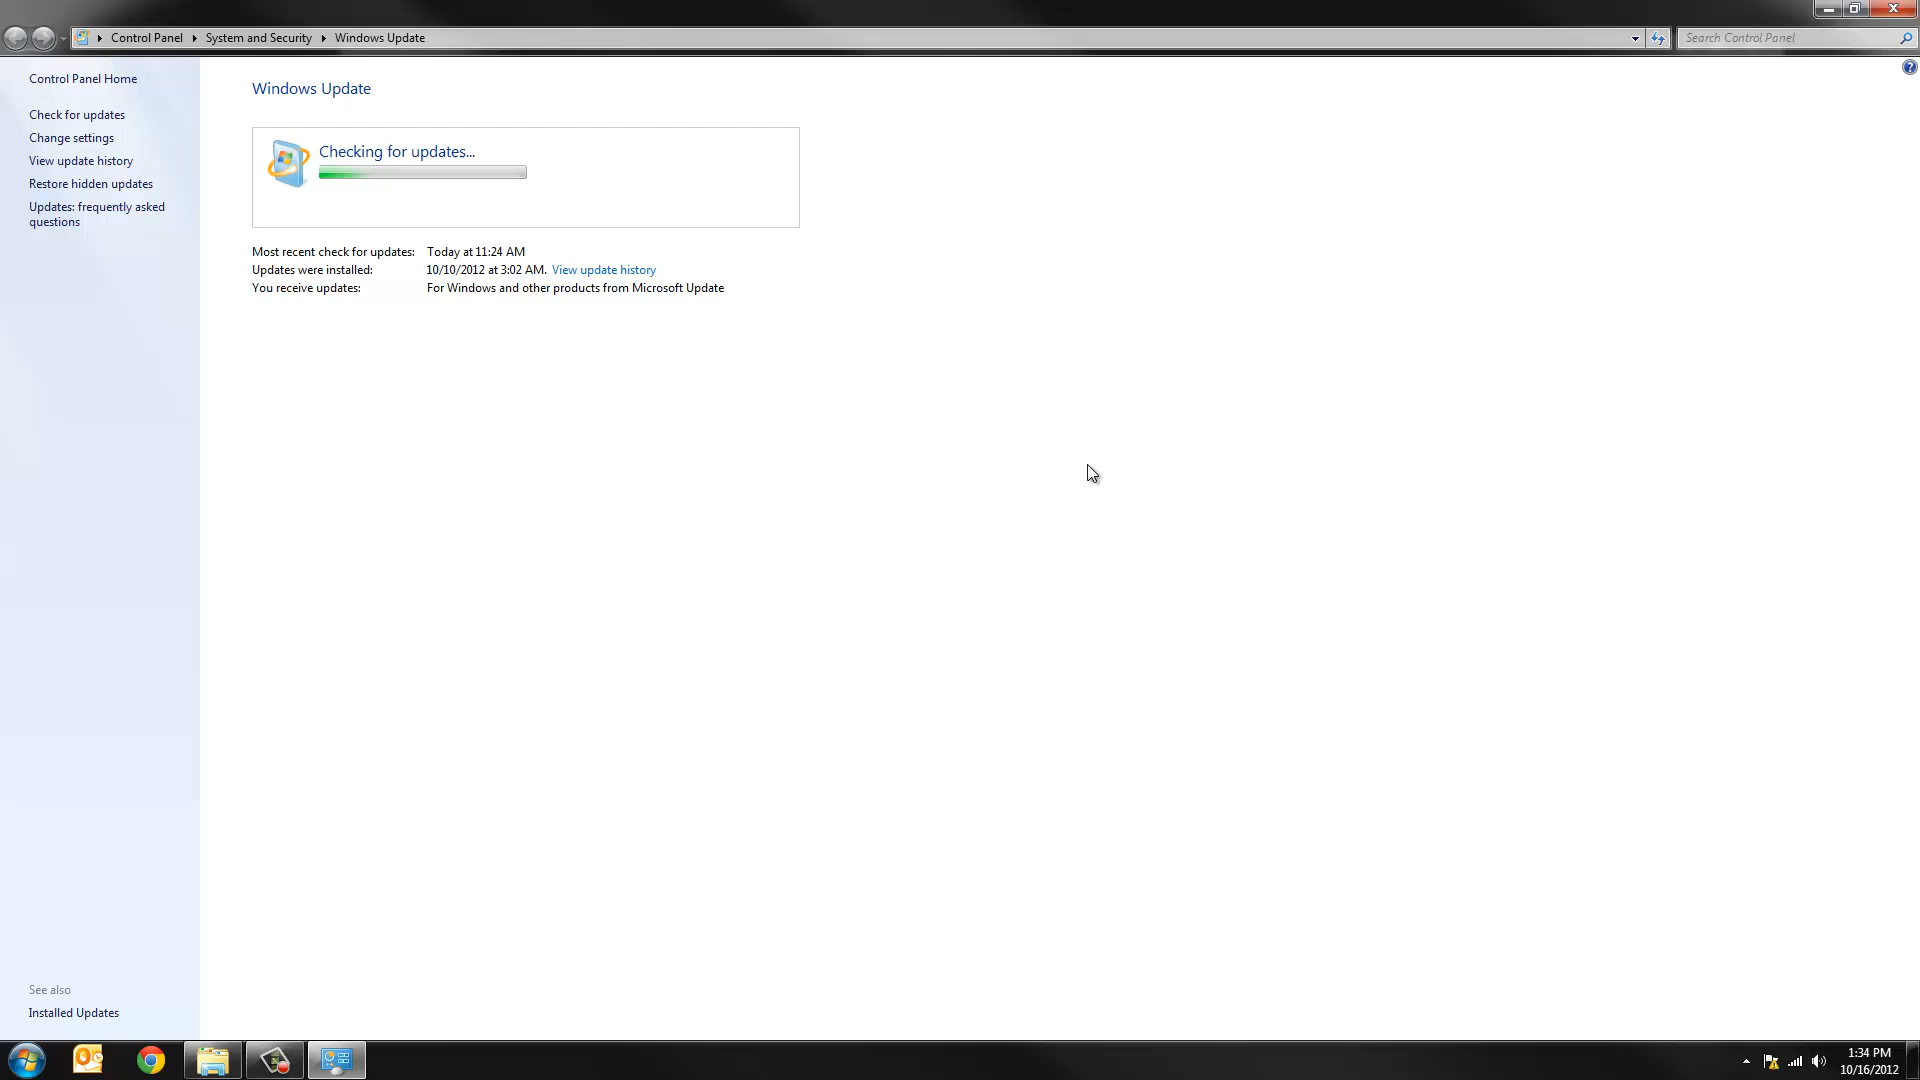 Control Panel
System and Security
Windows Update
Search Control Panel
Control Panel Home
Check for updates
Change settings
View update history
Restore hidden updates
Updates: frequently asked
questions
Windows Update
Checking for updates...
Most recent check for updates: Today at 11:24 AM
Updates were installed: 10/10/2012 at 3:02 AM. View update history
You receive updates: For Windows and other products from Microsoft Update
See also
Installed Updates
1:34 PM
10/16/2012